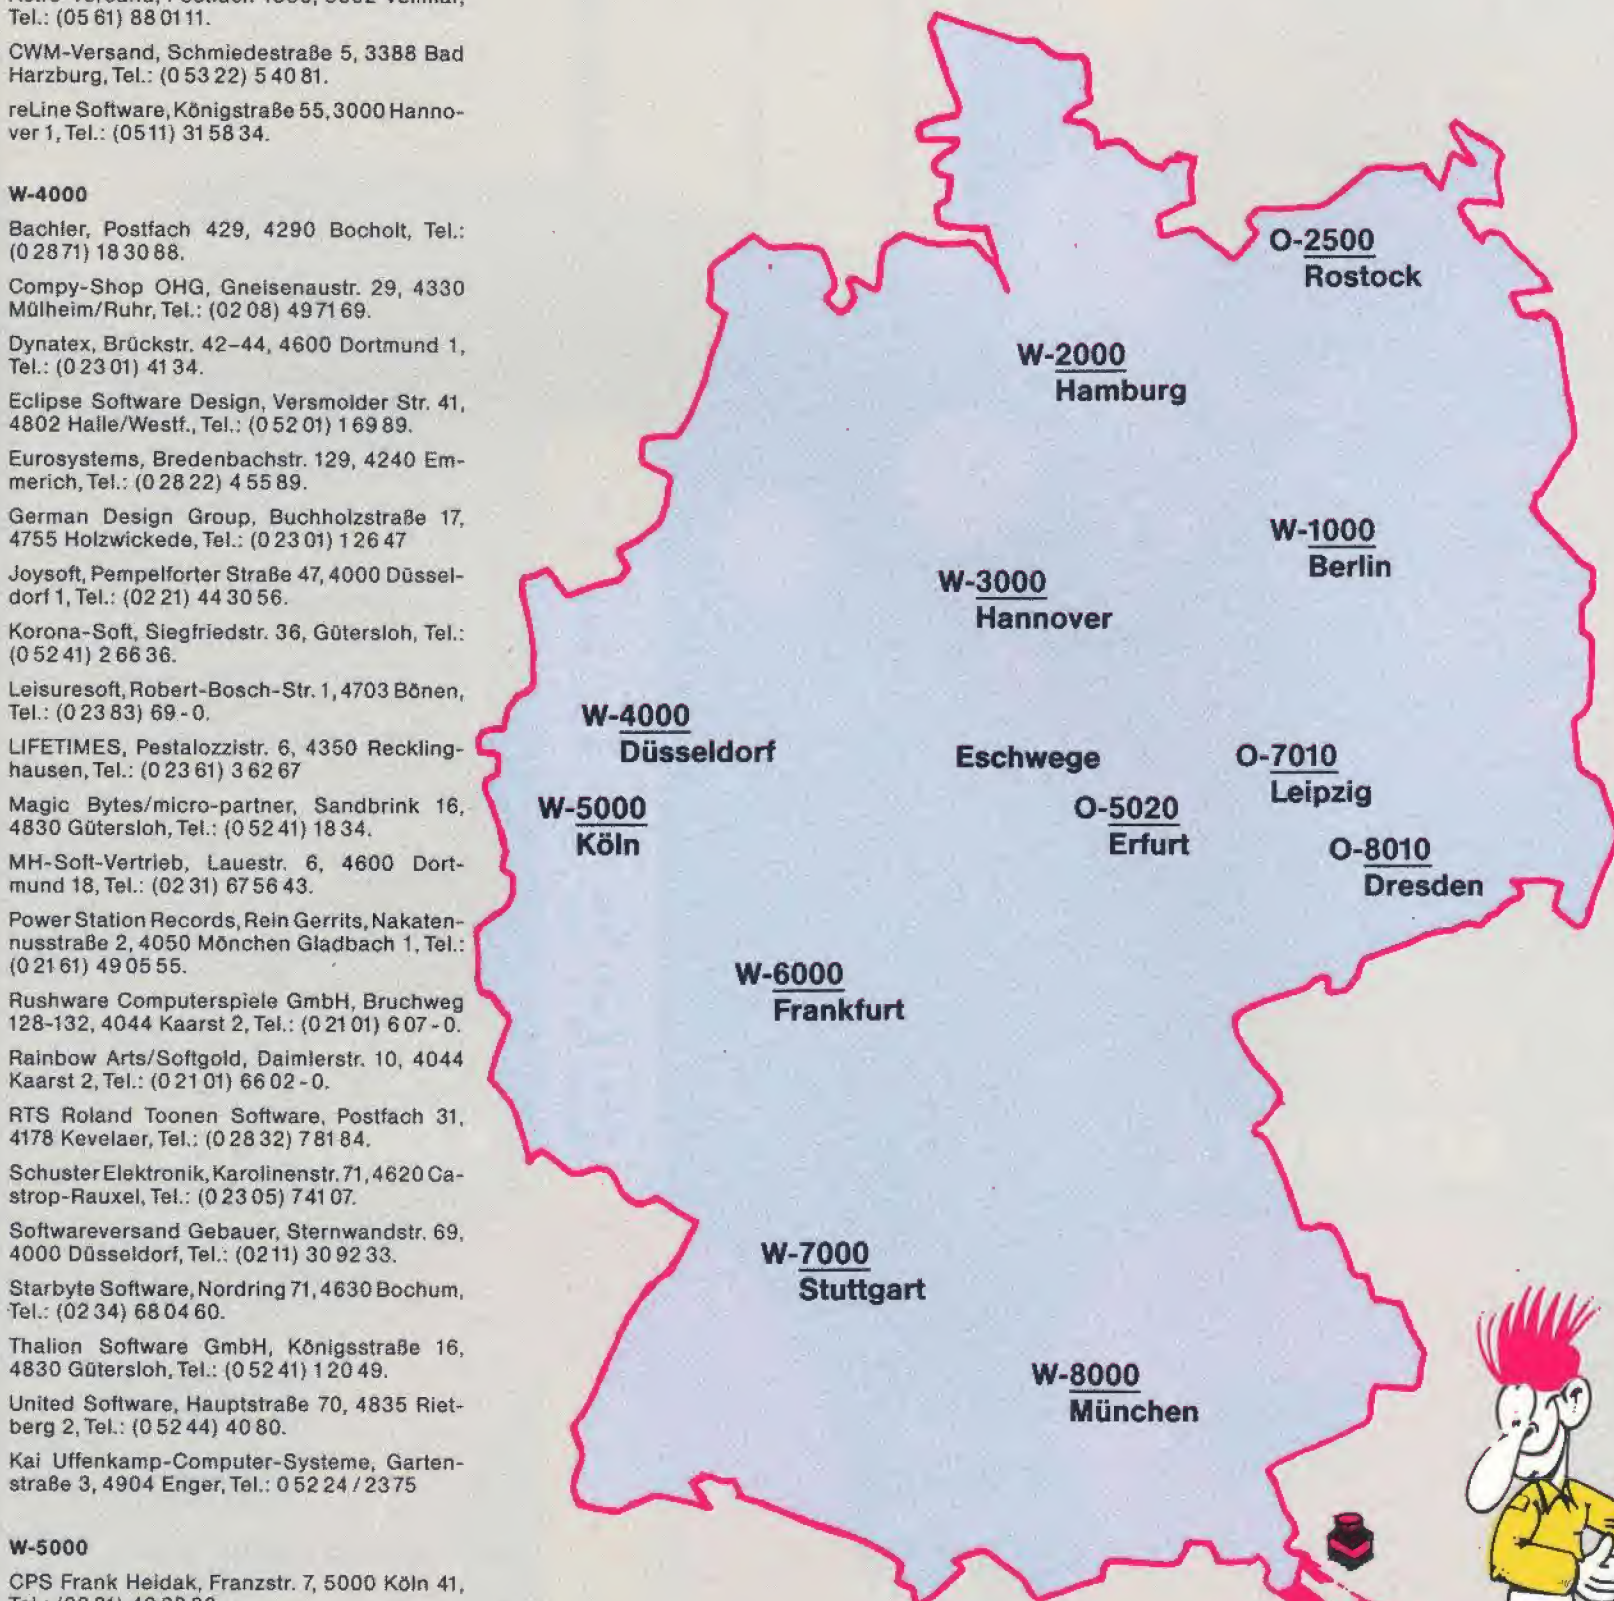 Tel.: (05 61) 88 01 11.
CWM-Versand, Schmiedestraße 5, 3388 Bad
Harzburg, Tel.: (0 53 22) 5 40 81.
reLine Software, Königstraße 55, 3000 Hanno-
ver 1, Tel.: (05 11) 31 58 34.
W-4000
Bachler, Postfach 429, 4290 Bocholt, Tel.:
(0 28 71) 18 30 88.
Compy-Shop OHG, Gneisenaustr. 29, 4330
Mülheim/Ruhr, Tel.: (02 08) 49 71 69.
Dynatex, Brückstr. 42-44, 4600 Dortmund 1,
Tel.: (0 23 01) 41 34.
Eclipse Software Design, Versmolder Str. 41,
4802 Halle/Westf., Tel.: (0 52 01) 1 69 89.
Eurosystems, Bredenbachstr. 129, 4240 Em-
merich, Tel.: (0 28 22) 4 55 89.
German Design Group, Buchholzstraße 17,
4755 Holzwickede, Tel.: (0 23 01) 1 26 47
Joysoft, Pempelforter Straße 47, 4000 Düssel-
dorf 1, Tel.: (02 21) 44 30 56.
Korona-Soft, Siegfriedstr. 36, Gütersloh, Tel.:
(0 52 41) 2 66 36.
Leisuresoft, Robert-Bosch-Str. 1, 4703 Bönen,
Tel.: (0 23 83) 69 - 0.
LIFETIMES, Pestalozzistr. 6, 4350 Reckling-
hausen, Tel.: (0 23 61) 3 62 67
Magic Bytes/micro-partner, Sandbrink 16,
4830 Gütersloh, Tel.: (0 52 41) 18 34.
MH-Soft-Vertrieb, Lauestr. 6, 4600 Dort-
mund 18, Tel.: (02 31) 67 56 43.
Power Station Records, Rein Gerrits, Nakaten-
nusstraße 2, 4050 Mönchen Gladbach 1, Tel.:
(0 21 61) 49 05 55.
Rushware Computerspiele GmbH, Bruchweg
128-132, 4044 Kaarst 2, Tel.: (0 21 01) 6 07 - 0.
Rainbow Arts/Softgold, Daimlerstr. 10, 4044
Kaarst 2, Tel.: (0 21 01) 66 02 - 0.
RTS Roland Toonen Software, Postfach 31,
4178 Kevelaer, Tel.: (0 28 32) 7 81 84.
Schuster Elektronik, Karolinenstr. 71, 4620 Ca-
strop-Rauxel, Tel.: (0 23 05) 7 41 07.
Softwareversand Gebauer, Sternwandstr. 69,
4000 Düsseldorf, Tel.: (02 11) 30 92 33.
Starbyte Software, Nordring 71, 4630 Bochum,
Tel.: (02 34) 68 04 60.
Thalion Software GmbH, Königsstraße 16,
4830 Gütersloh, Tel.: (0 52 41) 1 20 49.
United Software, Hauptstraße 70, 4835 Riet-
berg 2, Tel.: (0 52 44) 40 80.
Kai Uffenkamp-Computer-Systeme, Garten-
straße 3, 4904 Enger, Tel.: 0 52 24 / 23 75
W-5000
CPS Frank Heidak, Franzstr. 7, 5000 Köln 41,
O-2500
Rostock
W-2000
Hamburg
W-1000
Berlin
W-3000
Hannover
W-4000
Düsseldorf
Eschwege
O-7010
Leipzig
W-5000
Köln
O-5020
Erfurt
O-8010
Dresden
W-6000
Frankfurt
W-7000
Stuttgart
W-8000
München